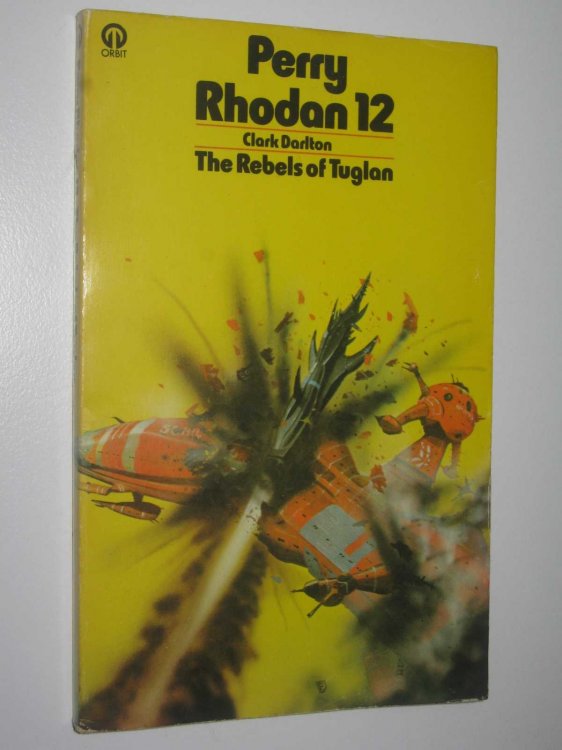 ORBIT
Perry
Rhodan 12
Clark Darlton
The Rebels of Tuglan